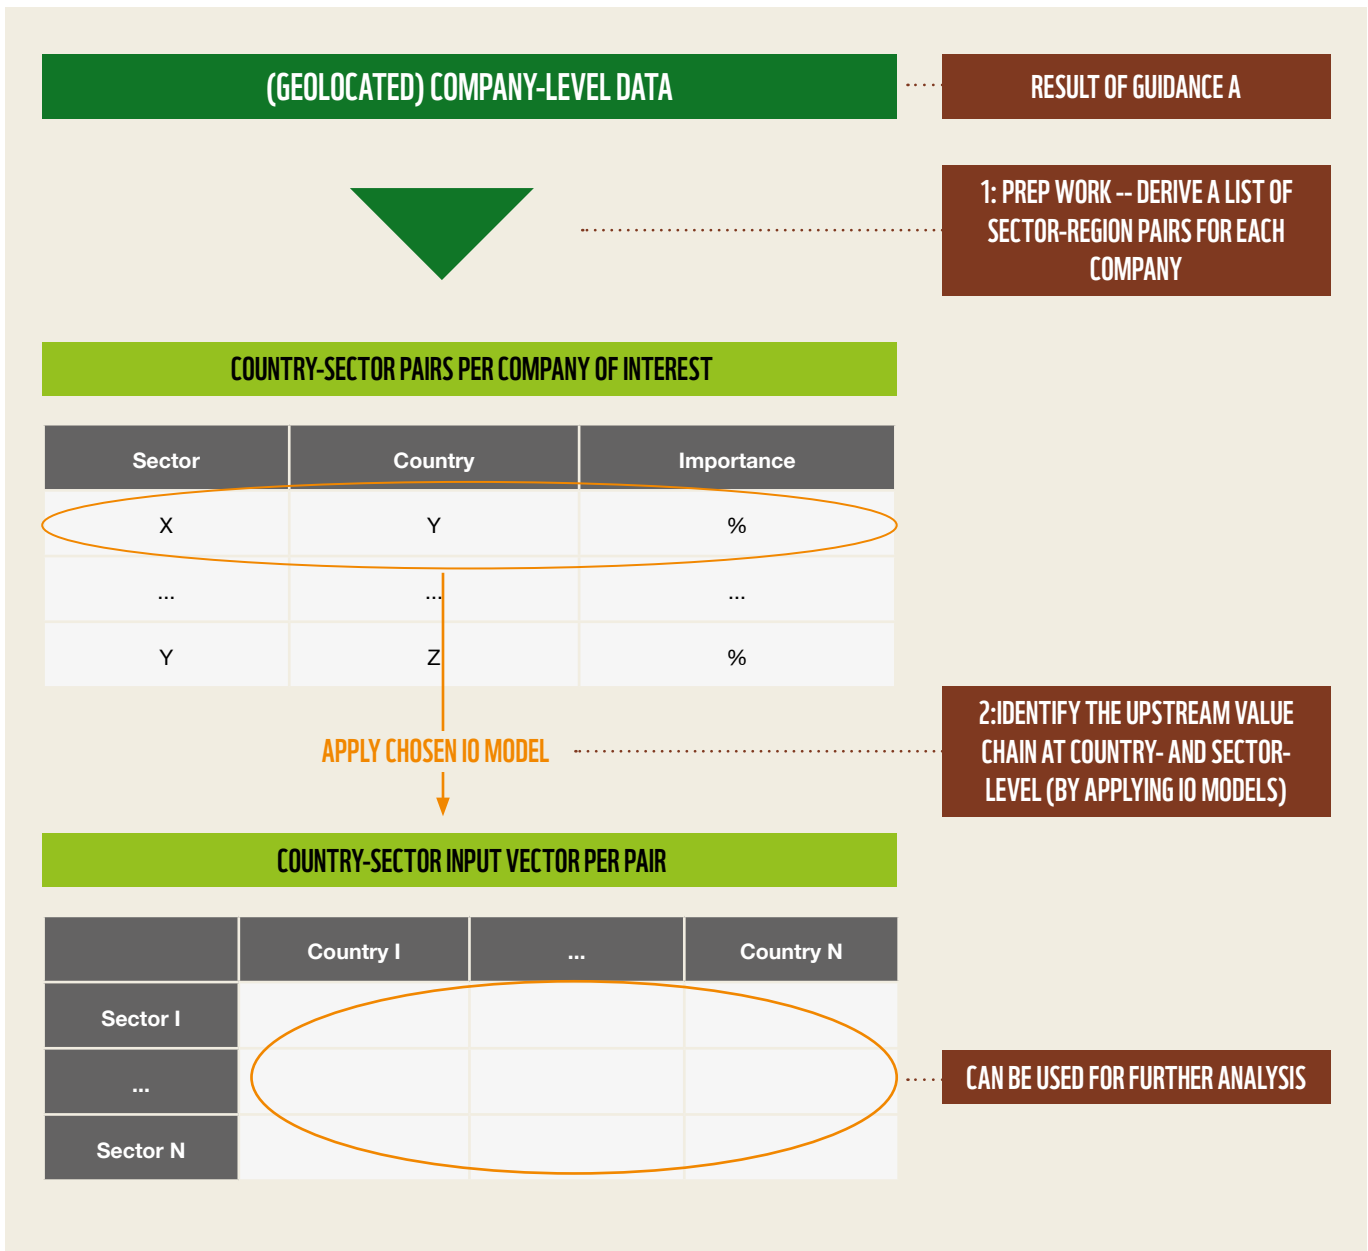 (GEOLOCATED) COMPANY-LEVEL DATA
RESULT OF GUIDANCE A
1: PREP WORK -- DERIVE A LIST OF
SECTOR-REGION PAIRS FOR EACH
COMPANY
COUNTRY-SECTOR PAIRS PER COMPANY OF INTEREST
Sector Country Importance
X Y %
... ... ...
Y Z %
APPLY CHOSEN IO MODEL
2:IDENTIFY THE UPSTREAM VALUE
CHAIN AT COUNTRY- AND SECTOR-
LEVEL (BY APPLYING IO MODELS)
COUNTRY-SECTOR INPUT VECTOR PER PAIR
Country I ... Country N
Sector I
...
Sector N
CAN BE USED FOR FURTHER ANALYSIS